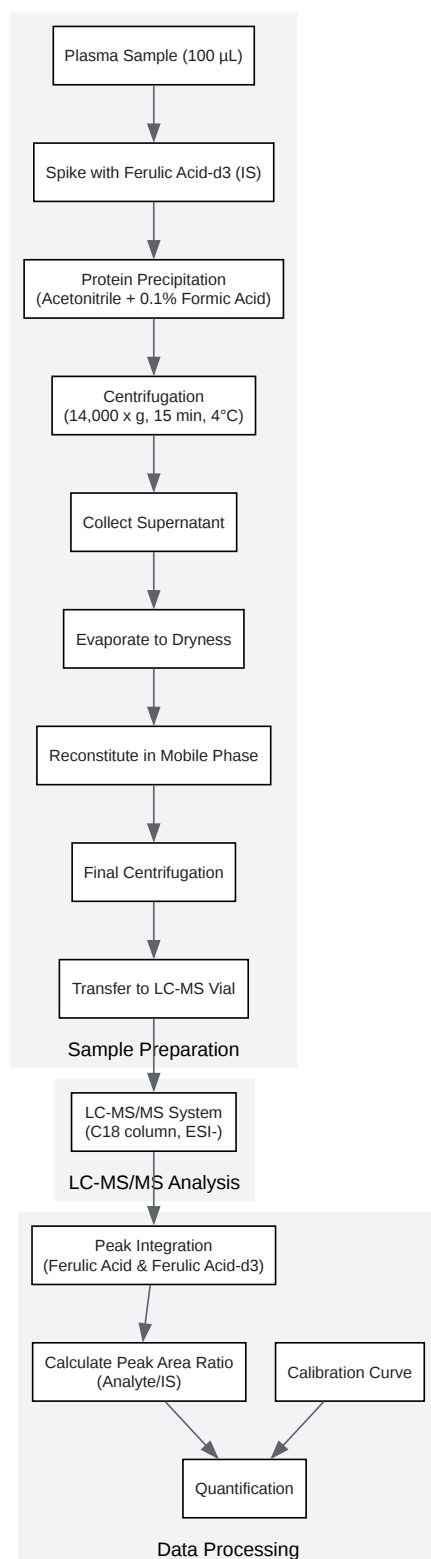 Plasma Sample (100 µL)
Spike with Ferulic Acid-d3 (IS)
Protein Precipitation
(Acetonitrile + 0.1% Formic Acid)
Centrifugation
(14,000 x g, 15 min, 4°C)
Collect Supernatant
Evaporate to Dryness
Reconstitute in Mobile Phase
Final Centrifugation
Transfer to LC-MS Vial
Sample Preparation
LC-MS/MS System
(C18 column, ESI-)
LC-MS/MS Analysis
Peak Integration
(Ferulic Acid & Ferulic Acid-d3)
Calculate Peak Area Ratio
(Analyte/IS)
Calibration Curve
Quantification
Data Processing